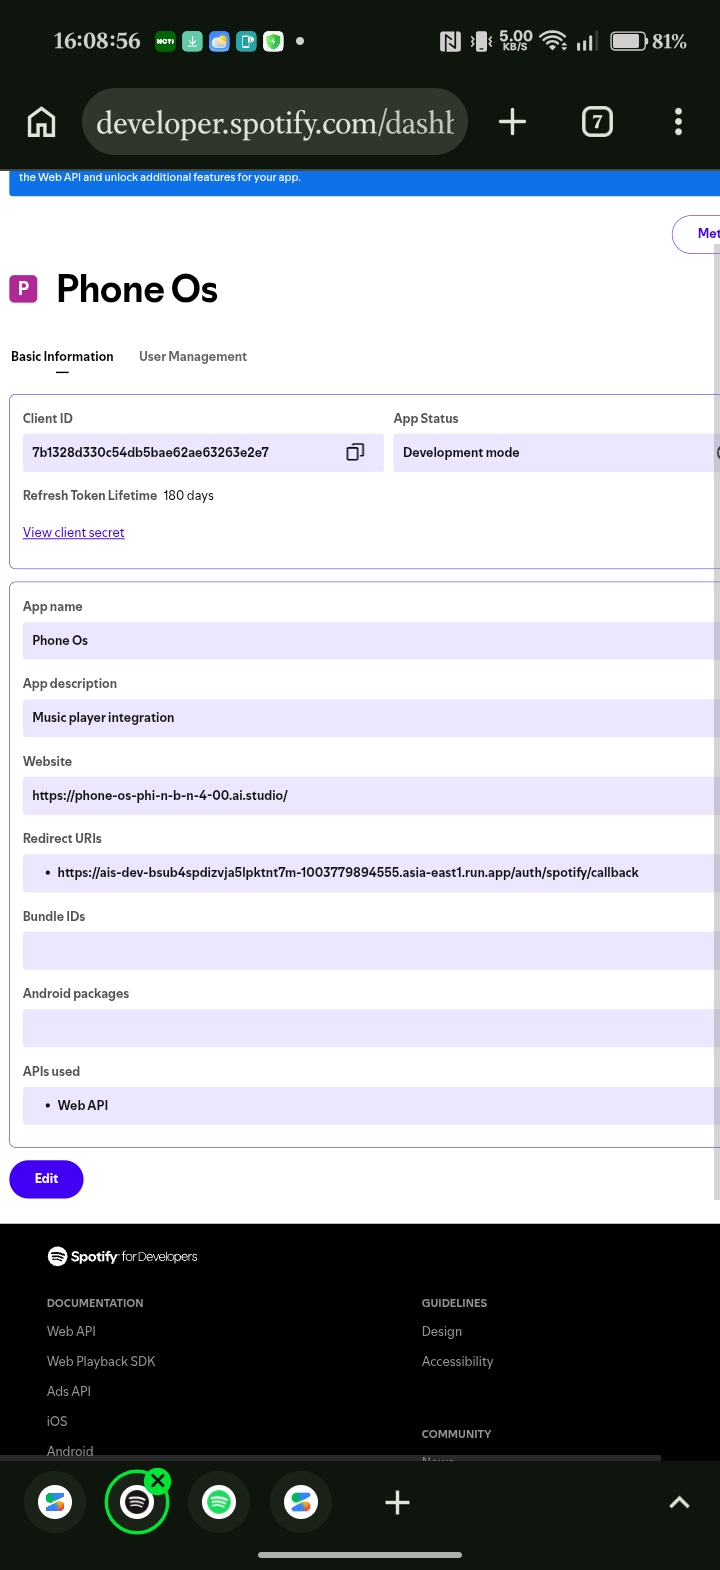 16:08:56
NOTI
5.00
KB/S
81%
developer.spotify.com/dashb
7
the Web API and unlock additional features for your app.
Met
P
Phone Os
Basic Information
User Management
Client ID
App Status
7b1328d330c54db5bae62ae63263e2e7
Development mode
Refresh Token Lifetime 180 days
View client secret
App name
Phone Os
App description
Music player integration
Website
https://phone-os-phi-n-b-n-4-00.ai.studio/
Redirect URIs
• https://ais-dev-bsub4spdizvja5lpktnt7m-1003779894555.asia-east1.run.app/auth/spotify/callback
Bundle IDs
Android packages
APIs used
• Web API
Edit
Spotify for Developers
DOCUMENTATION
GUIDELINES
Web API
Design
Web Playback SDK
Accessibility
Ads API
iOS
COMMUNITY
Android
News